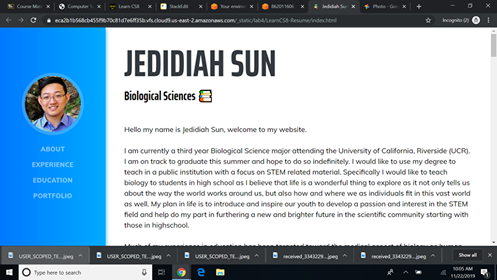 Course Mate
Computer S
Learn CS8
StackEdit
Your enviro
862011606
Jedidiah Sun
Photo - Goo
eca2b1b568cb455f9b70c81d7e6ff35b.vfs.cloud9.us-east-2.amazonaws.com/_static/lab4/LearnCS8-Resume/index.html
Incognito (2)
JEDIDIAH SUN
Biological Sciences
ABOUT
EXPERIENCE
EDUCATION
PORTFOLIO
Hello my name is Jedidiah Sun, welcome to my website.
I am currently a third year Biological Science major attending the University of California, Riverside (UCR).
I am on track to graduate this summer and hope to do so indefinitely. I would like to use my degree to
teach in a public institution with a focus on STEM related material. Specifically I would like to teach
biology to students in high school as I believe that life is a wonderful thing to explore as it not only tells us
about the way the world works around us, but also how and where we as individuals fit in this vast world
as well. My plan in life is to introduce and inspire our youth to develop a passion and interest in the STEM
field and help do my part in furthering a new and brighter future in the scientific community starting with
those in highschool.
USER_SCOPED_TE....jpeg
USER_SCOPED_TE....jpeg
USER_SCOPED_TE....jpeg
received_3343229....jpeg
received_3343229....jpeg
Show all
Type here to search
10:05 AM
11/22/2019